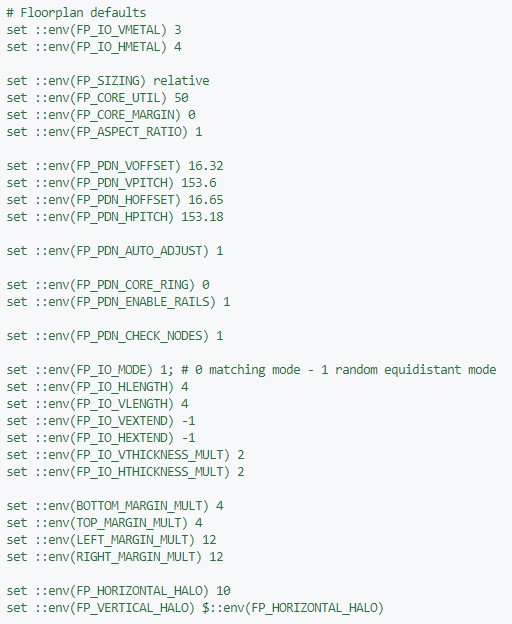 # Floorplan defaults
set ::env(FP_IO_VMETAL) 3
set ::env(FP_IO_HMETAL) 4
set ::env(FP_SIZING) relative
set ::env(FP_CORE_UTIL) 50
set ::env(FP_CORE_MARGIN) 0
set ::env(FP_ASPECT_RATIO) 1
set ::env(FP_PDN_VOFFSET) 16.32
set ::env(FP_PDN_VPITCH) 153.6
set ::env(FP_PDN_HOFFSET) 16.65
set ::env(FP_PDN_HPITCH) 153.18
set ::env(FP_PDN_AUTO_ADJUST) 1
set ::env(FP_PDN_CORE_RING) 0
set ::env(FP_PDN_ENABLE_RAILS) 1
set ::env(FP_PDN_CHECK_NODES) 1
set ::env(FP_IO_MODE) 1; # 0 matching mode - 1 random equidistant mode
set ::env(FP_IO_HLENGTH) 4
set ::env(FP_IO_VLENGTH) 4
set ::env(FP_IO_VEXTEND) -1
set ::env(FP_IO_HEXTEND) -1
set ::env(FP_IO_VTHICKNESS_MULT) 2
set ::env(FP_IO_HTHICKNESS_MULT) 2
set ::env(BOTTOM_MARGIN_MULT) 4
set ::env(TOP_MARGIN_MULT) 4
set ::env(LEFT_MARGIN_MULT) 12
set ::env(RIGHT_MARGIN_MULT) 12
set ::env(FP_HORIZONTAL_HALO) 10
set ::env(FP_VERTICAL_HALO) $::env(FP_HORIZONTAL_HALO)